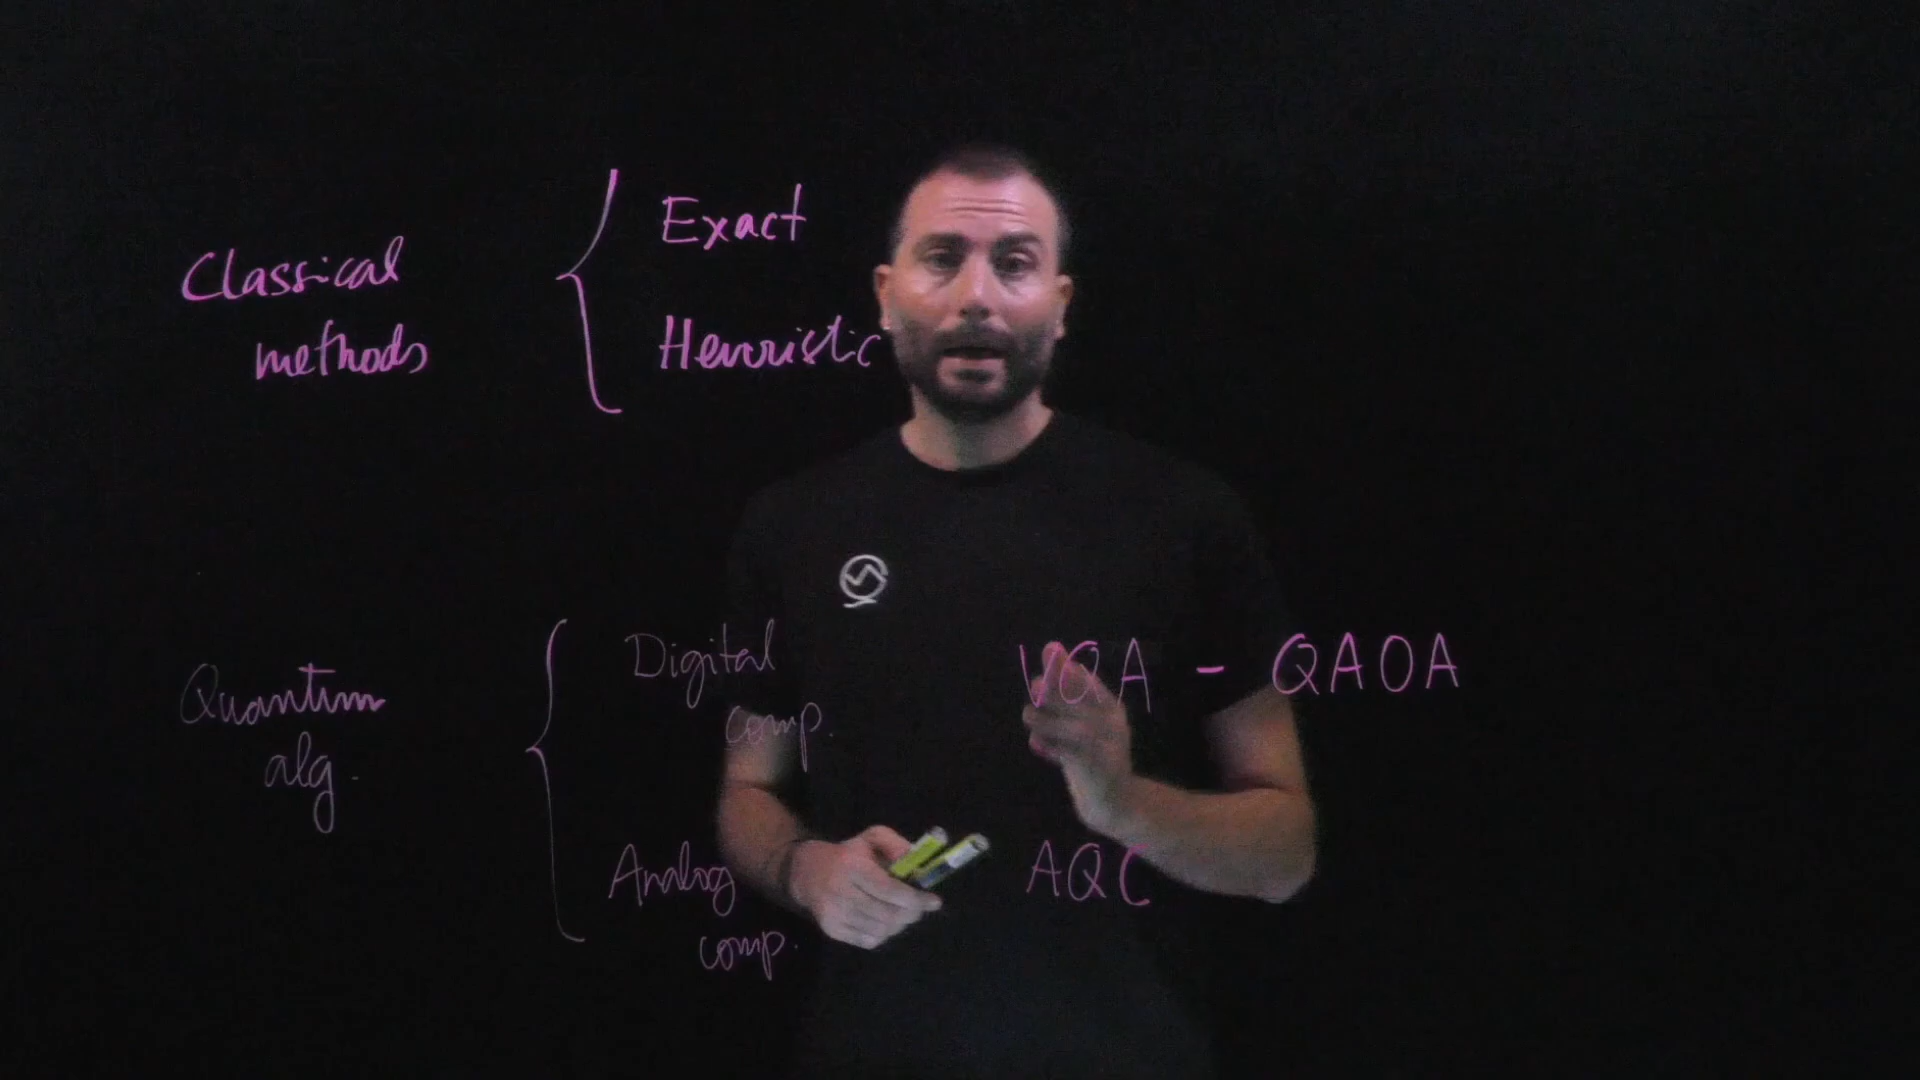 Classical
methods
Exact
Heuristic
Quantum
alg.
Digital
comp.
VQA - QAOA
Analog
comp.
AQC